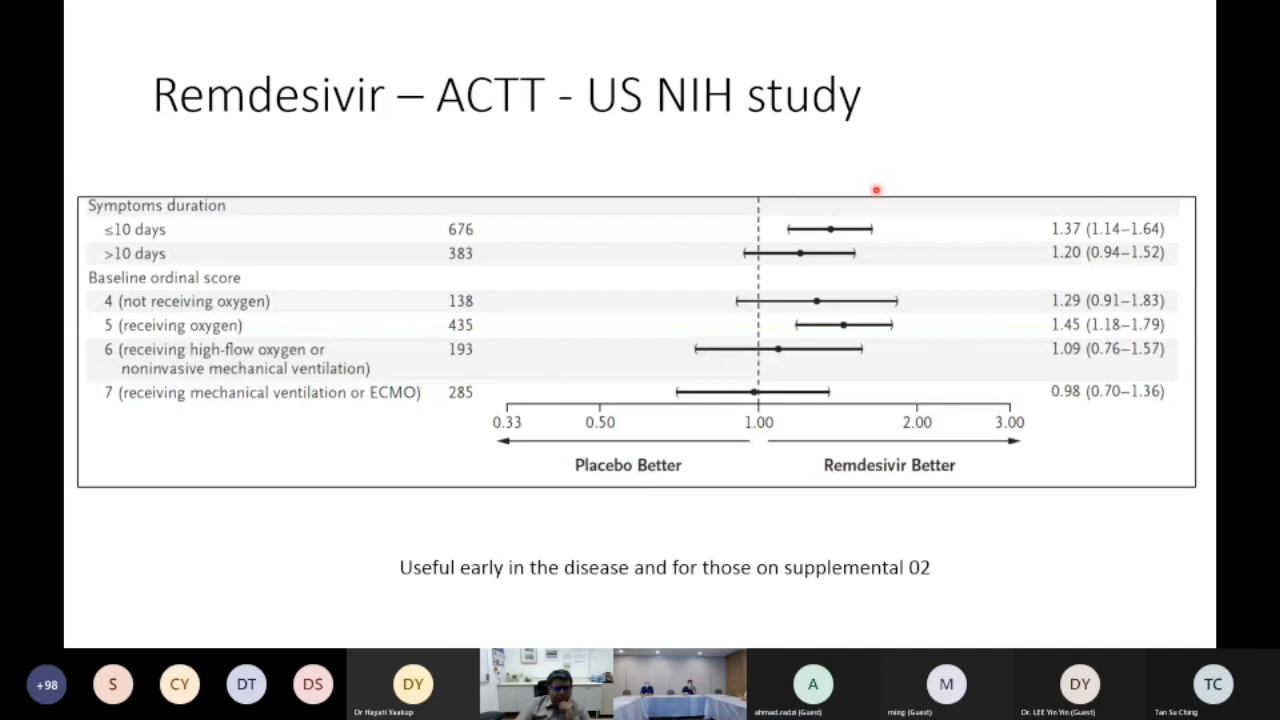 Remdesivir – ACTT - US NIH study
Symptoms duration
≤10 days 676 1.37 (1.14–1.64)
>10 days 383 1.20 (0.94–1.52)
Baseline ordinal score
4 (not receiving oxygen) 138 1.29 (0.91–1.83)
5 (receiving oxygen) 435 1.45 (1.18–1.79)
6 (receiving high-flow oxygen or 193 1.09 (0.76–1.57)
noninvasive mechanical ventilation)
7 (receiving mechanical ventilation or ECMO) 285 0.98 (0.70–1.36)
0.33 0.50 1.00 2.00 3.00
Placebo Better Remdesivir Better
Useful early in the disease and for those on supplemental 02
+98 S CY DT DS DY A M DY TC
Dr Hayati Yaakup ahmad.radzi (Guest) ming (Guest) Dr. LEE Yin Yin (Guest) Tan Su Ching